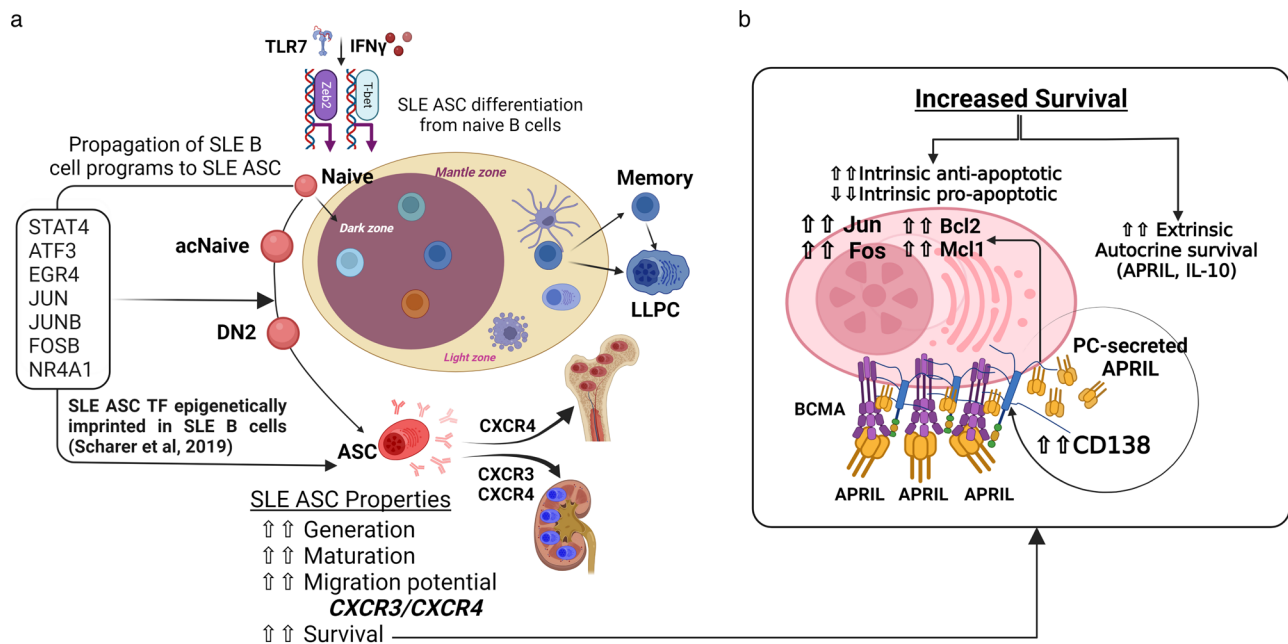 a
TLR7
IFNγ
Zeb2
T-bet
SLE ASC differentiation
from naive B cells
Propagation of SLE B
cell programs to SLE ASC
Naive
Mantle zone
Dark zone
Light zone
Memory
LLPC
acNaive
DN2
STAT4
ATF3
EGR4
JUN
JUNB
FOSB
NR4A1
SLE ASC TF epigenetically
imprinted in SLE B cells
(Scharer et al, 2019)
ASC
CXCR4
CXCR3
CXCR4
SLE ASC Properties
⇧⇧ Generation
⇧⇧ Maturation
⇧⇧ Migration potential
CXCR3/CXCR4
⇧⇧ Survival
b
Increased Survival
⇧⇧Intrinsic anti-apoptotic
⇩⇩Intrinsic pro-apoptotic
⇧⇧ Jun
⇧⇧ Fos
⇧⇧ Bcl2
⇧⇧ Mcl1
⇧⇧ Extrinsic
Autocrine survival
(APRIL, IL-10)
PC-secreted
APRIL
BCMA
⇧⇧CD138
APRIL
APRIL
APRIL